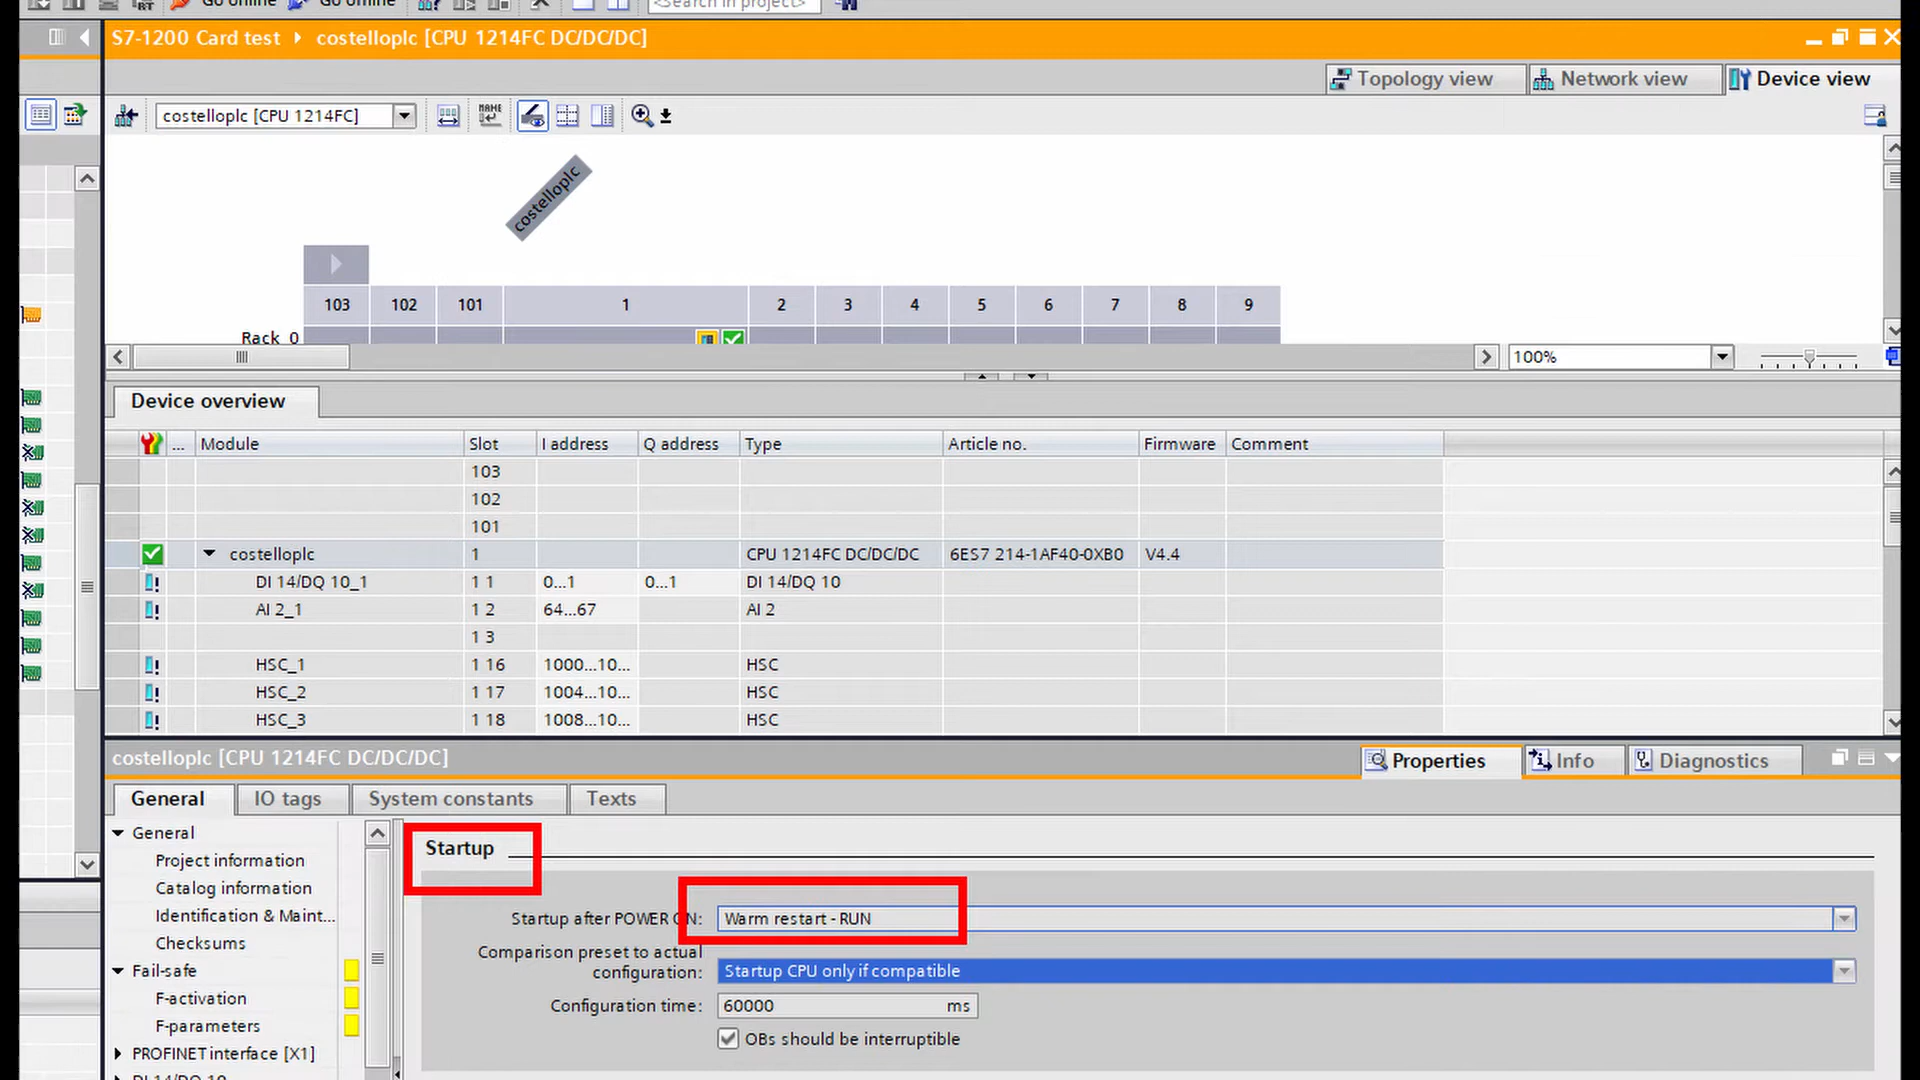 Go online Go offline <Search in project>
S7-1200 Card test costelloplc [CPU 1214FC DC/DC/DC]
Topology view Network view Device view
costelloplc [CPU 1214FC] NAME
costelloplc
103 102 101 1 2 3 4 5 6 7 8 9
Rack_0
100%
Device overview
... Module Slot I address Q address Type Article no. Firmware Comment
103
102
101
costelloplc 1 CPU 1214FC DC/DC/DC 6ES7 214-1AF40-0XB0 V4.4
DI 14/DQ 10_1 1 1 0...1 0...1 DI 14/DQ 10
AI 2_1 1 2 64...67 AI 2
1 3
HSC_1 1 16 1000...10... HSC
HSC_2 1 17 1004...10... HSC
HSC_3 1 18 1008...10... HSC
costelloplc [CPU 1214FC DC/DC/DC] Properties Info Diagnostics
General IO tags System constants Texts
General
Project information
Catalog information
Identification & Maint...
Checksums
Fail-safe
F-activation
F-parameters
PROFINET interface [X1]
DI 14/DQ 10
Startup
Startup after POWER ON: Warm restart - RUN
Comparison preset to actual
configuration: Startup CPU only if compatible
Configuration time: 60000 ms
OBs should be interruptible